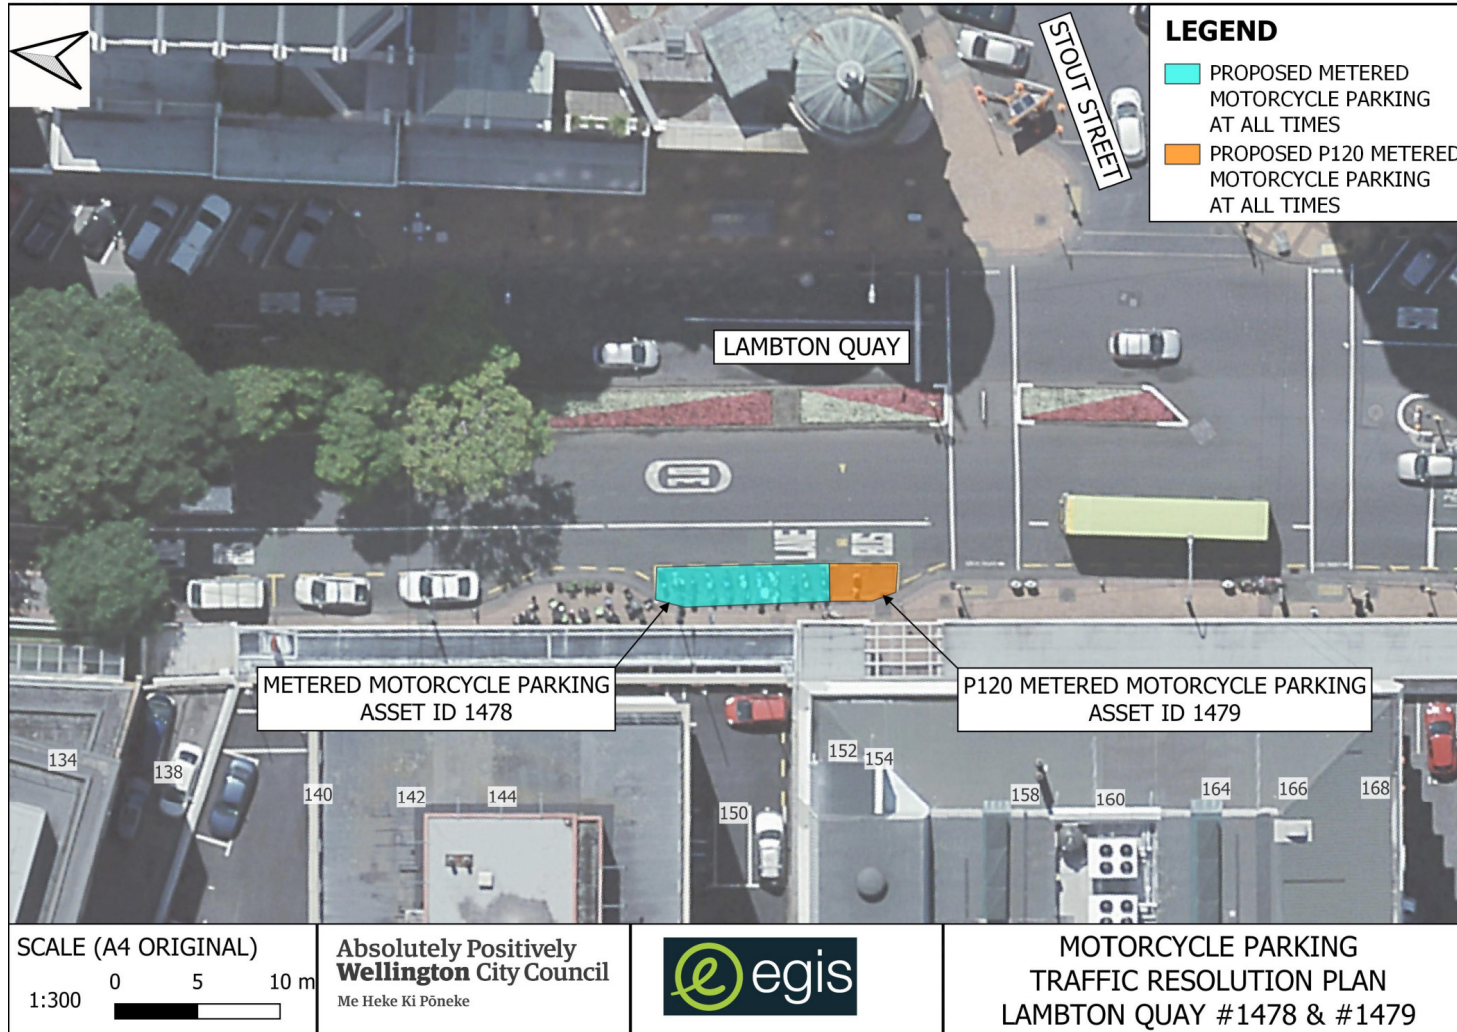 STOUT STREET
LEGEND
PROPOSED METERED
MOTORCYCLE PARKING
AT ALL TIMES
PROPOSED P120 METERED
MOTORCYCLE PARKING
AT ALL TIMES
LAMBTON QUAY
METERED MOTORCYCLE PARKING
ASSET ID 1478
P120 METERED MOTORCYCLE PARKING
ASSET ID 1479
134
138
140
142
144
150
152
154
158
160
164
166
168
SCALE (A4 ORIGINAL)
0 5 10 m
1:300
Absolutely Positively
Wellington City Council
Me Heke Ki Pōneke
e egis
MOTORCYCLE PARKING
TRAFFIC RESOLUTION PLAN
LAMBTON QUAY #1478 & #1479